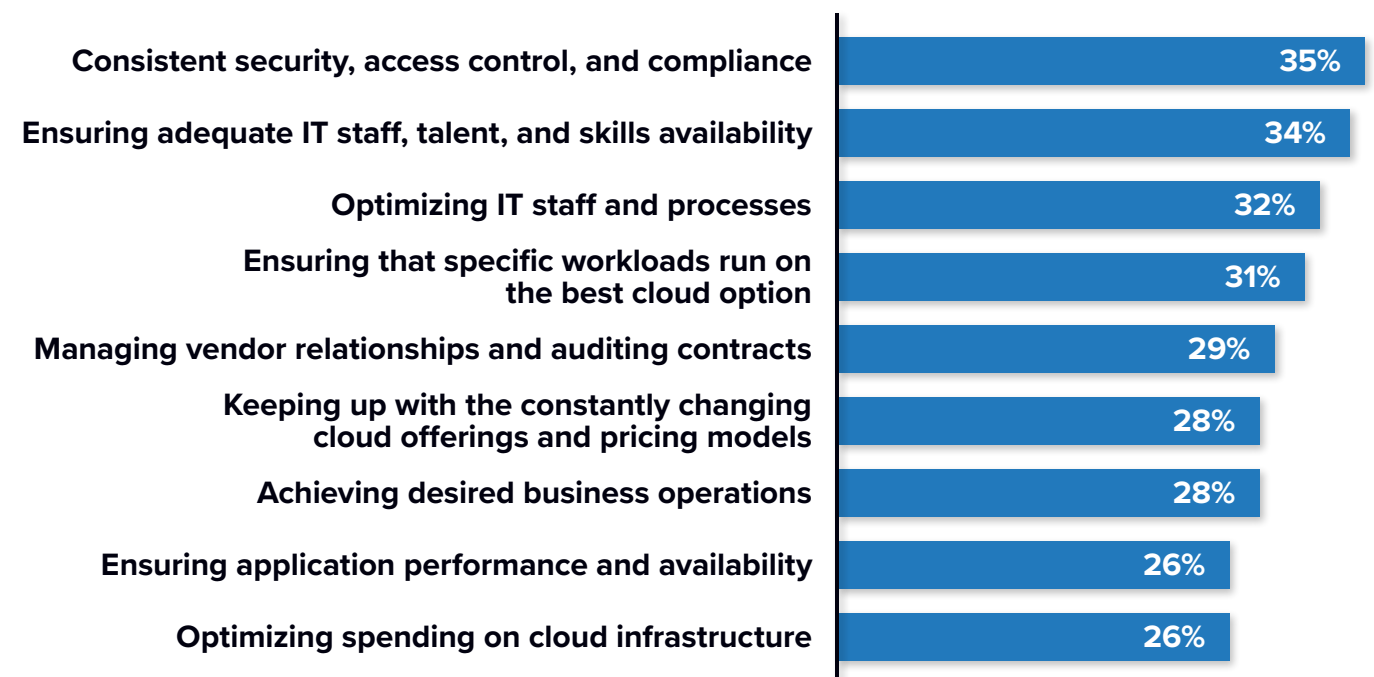 Consistent security, access control, and compliance 35%
Ensuring adequate IT staff, talent, and skills availability 34%
Optimizing IT staff and processes 32%
Ensuring that specific workloads run on
the best cloud option 31%
Managing vendor relationships and auditing contracts 29%
Keeping up with the constantly changing
cloud offerings and pricing models 28%
Achieving desired business operations 28%
Ensuring application performance and availability 26%
Optimizing spending on cloud infrastructure 26%